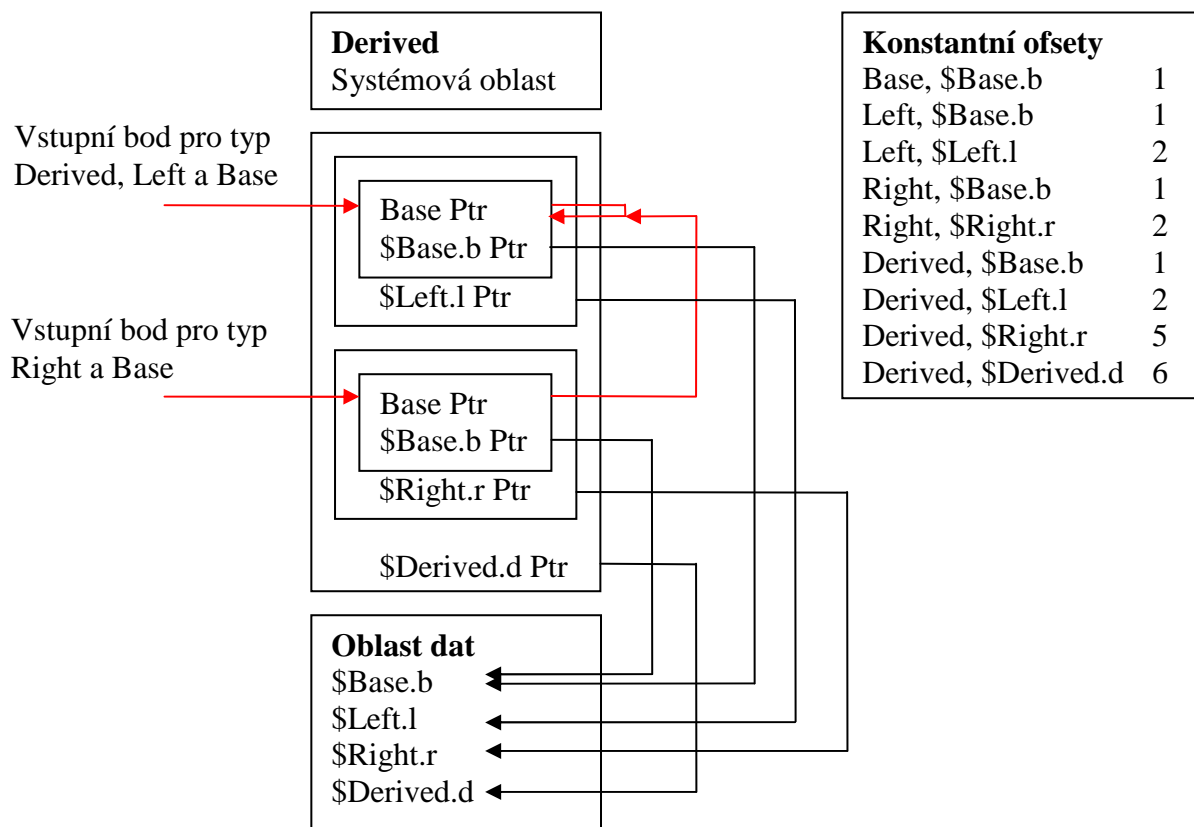 Derived
Systémová oblast
Vstupní bod pro typ
Derived, Left a Base
Base Ptr
$Base.b Ptr
$Left.l Ptr
Vstupní bod pro typ
Right a Base
Base Ptr
$Base.b Ptr
$Right.r Ptr
$Derived.d Ptr
Oblast dat
$Base.b
$Left.l
$Right.r
$Derived.d
Konstantní ofsety
Base, $Base.b 1
Left, $Base.b 1
Left, $Left.l 2
Right, $Base.b 1
Right, $Right.r 2
Derived, $Base.b 1
Derived, $Left.l 2
Derived, $Right.r 5
Derived, $Derived.d 6